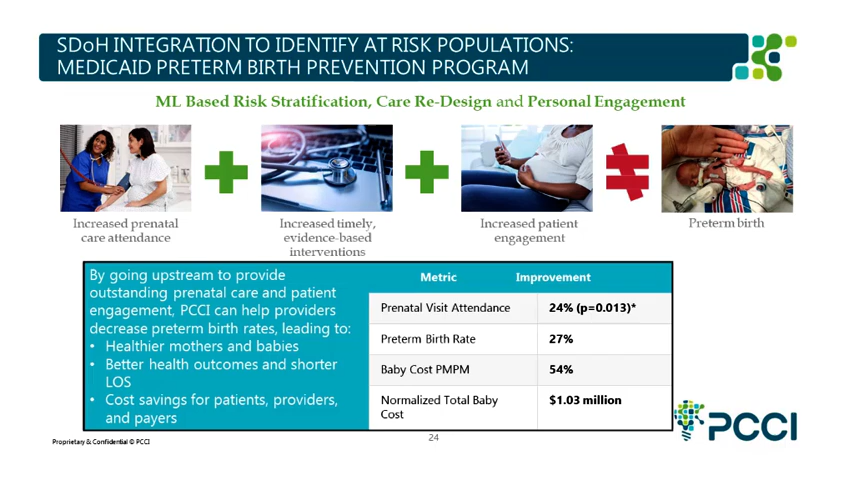 SDoH INTEGRATION TO IDENTIFY AT RISK POPULATIONS:
MEDICAID PRETERM BIRTH PREVENTION PROGRAM
ML Based Risk Stratification, Care Re-Design and Personal Engagement
Increased prenatal
care attendance
Increased timely,
evidence-based
interventions
Increased patient
engagement
Preterm birth
By going upstream to provide
outstanding prenatal care and patient
engagement, PCCI can help providers
decrease preterm birth rates, leading to:
• Healthier mothers and babies
• Better health outcomes and shorter
LOS
• Cost savings for patients, providers,
and payers
Metric Improvement
Prenatal Visit Attendance 24% (p=0.013)*
Preterm Birth Rate 27%
Baby Cost PMPM 54%
Normalized Total Baby $1.03 million
Cost
PCCI
Proprietary & Confidential © PCCI
24